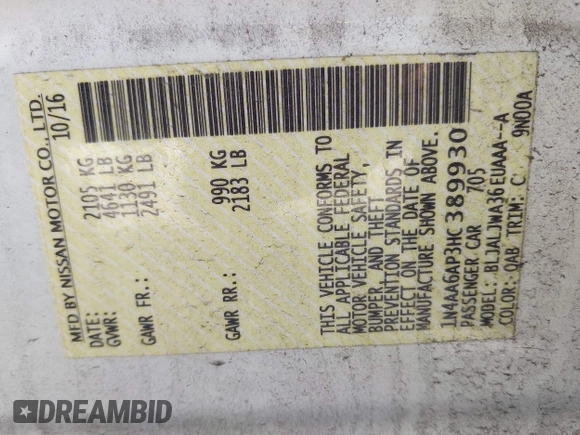 MFD BY NISSAN MOTOR CO., LTD.
DATE: 10/16
GVWR: 2105 KG
4641 LB
GAWR FR.: 1130 KG
2491 LB
GAWR RR.: 990 KG
2183 LB
THIS VEHICLE CONFORMS TO
ALL APPLICABLE FEDERAL
MOTOR VEHICLE SAFETY,
BUMPER, AND THEFT
PREVENTION STANDARDS IN
EFFECT ON THE DATE OF
MANUFACTURE SHOWN ABOVE.
1N4AA6AP3HC389930
PASSENGER CAR 705
MODEL: BLJALJWA36EUAAA--A
COLOR: QAB TRIM: C 9N00A
DREAMBID
dreambid.com